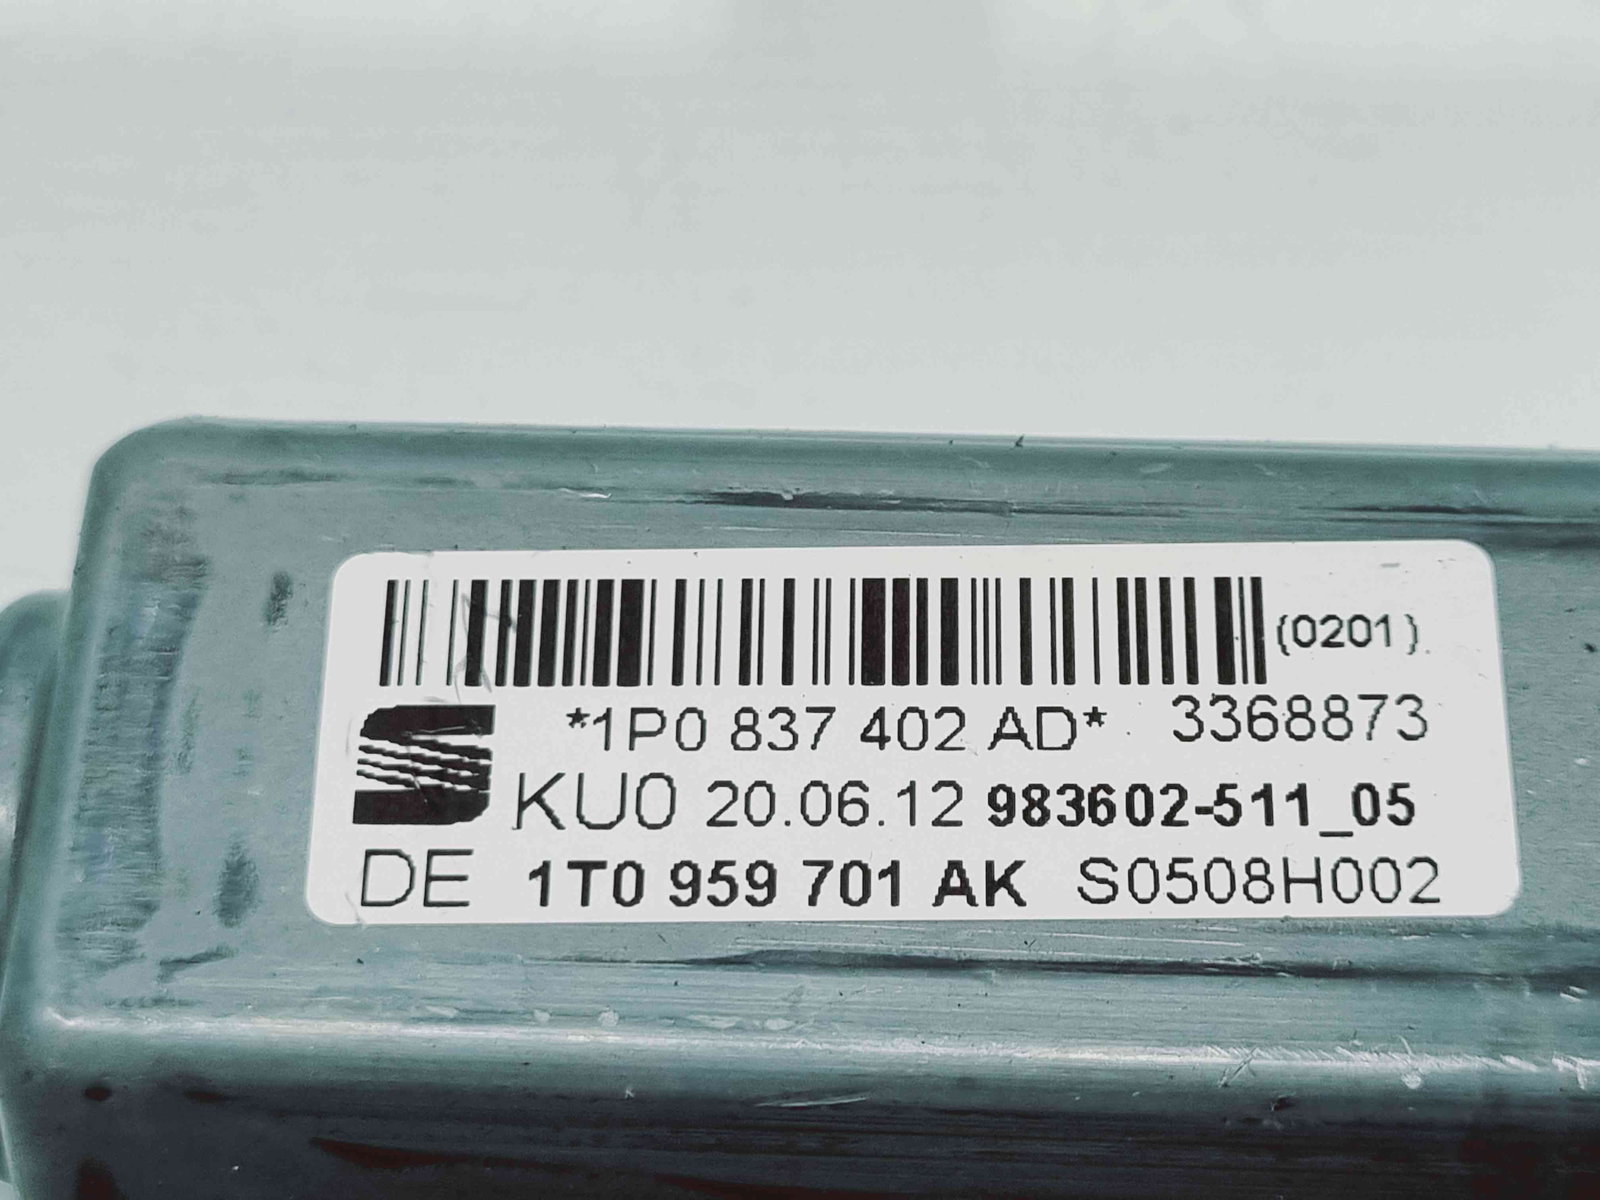 (0201)
*1P0 837 402 AD* 3368873
KU0 20.06.12 983602-511_05
DE 1T0 959 701 AK S0508H002